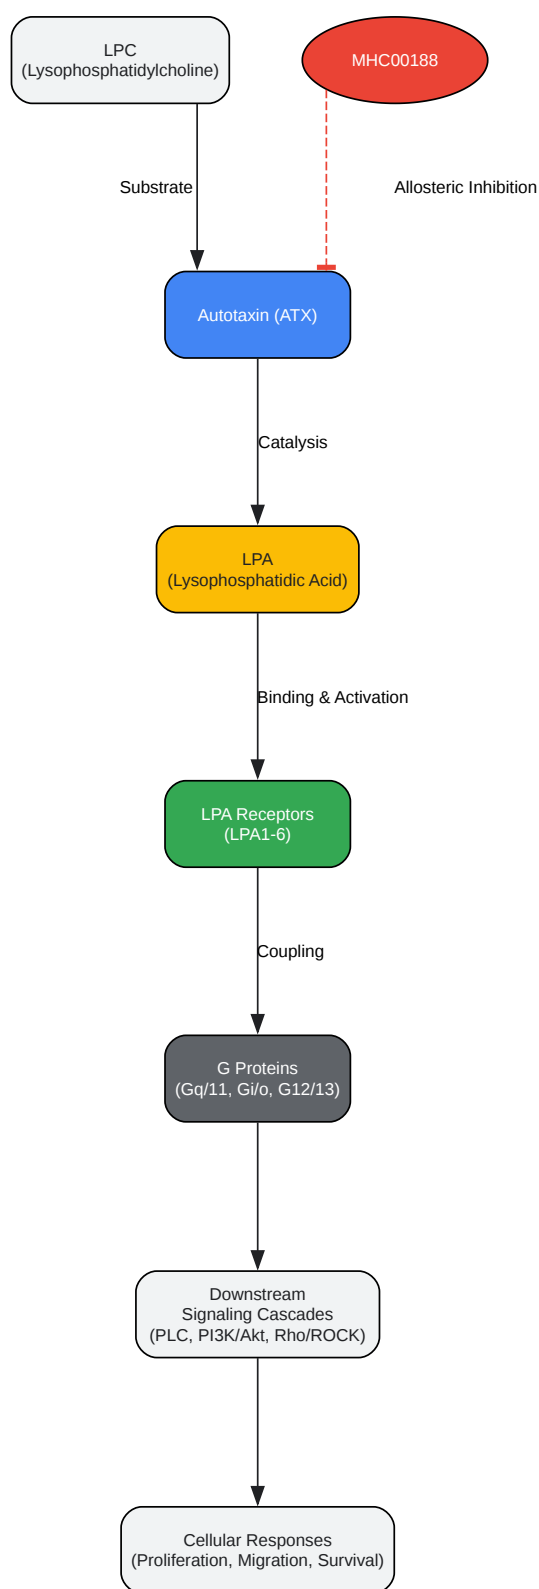 LPC
(Lysophosphatidylcholine)
MHC00188
Substrate
Allosteric Inhibition
Autotaxin (ATX)
Catalysis
LPA
(Lysophosphatidic Acid)
Binding & Activation
LPA Receptors
(LPA1-6)
Coupling
G Proteins
(Gq/11, Gi/o, G12/13)
Downstream
Signaling Cascades
(PLC, PI3K/Akt, Rho/ROCK)
Cellular Responses
(Proliferation, Migration, Survival)